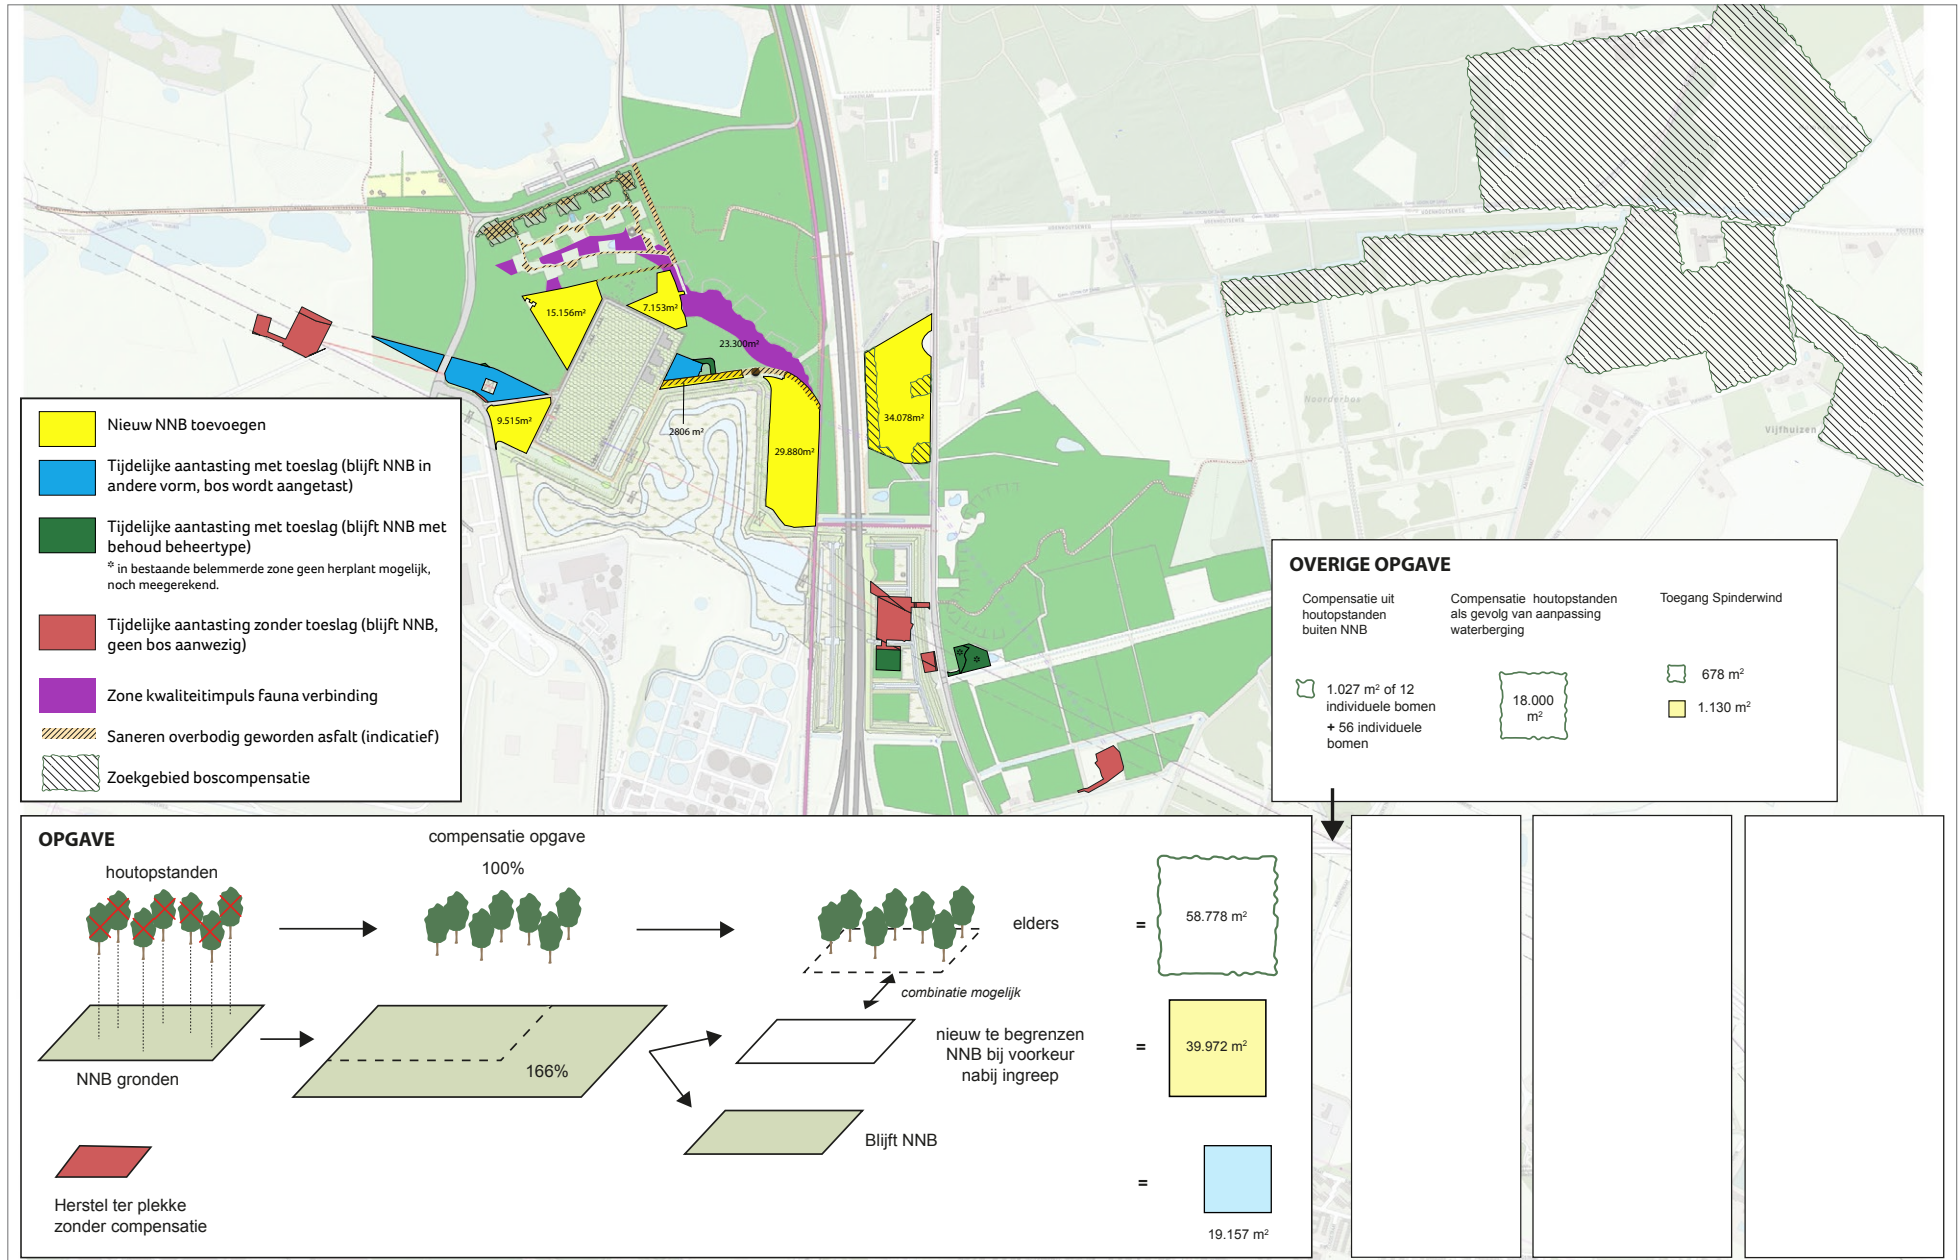 15.156m²
7.153m²
23.300m²
9.515m²
2806 m²
29.880m²
34.078m²
Noorderbos
Vijfhuizen
Nieuw NNB toevoegen
Tijdelijke aantasting met toeslag (blijft NNB in
andere vorm, bos wordt aangetast)
Tijdelijke aantasting met toeslag (blijft NNB met
behoud beheertype)
* in bestaande belemmerde zone geen herplant mogelijk,
noch meegerekend.
Tijdelijke aantasting zonder toeslag (blijft NNB,
geen bos aanwezig)
Zone kwaliteitimpuls fauna verbinding
Saneren overbodig geworden asfalt (indicatief)
Zoekgebied boscompensatie
OVERIGE OPGAVE
Compensatie uit
houtopstanden
buiten NNB
1.027 m² of 12
individuele bomen
+ 56 individuele
bomen
Compensatie houtopstanden
als gevolg van aanpassing
waterberging
18.000
m²
Toegang Spinderwind
678 m²
1.130 m²
OPGAVE
houtopstanden
compensatie opgave
100%
elders
=
58.778 m²
combinatie mogelijk
NNB gronden
166%
nieuw te begrenzen
NNB bij voorkeur
nabij ingreep
=
39.972 m²
Blijft NNB
=
19.157 m²
Herstel ter plekke
zonder compensatie